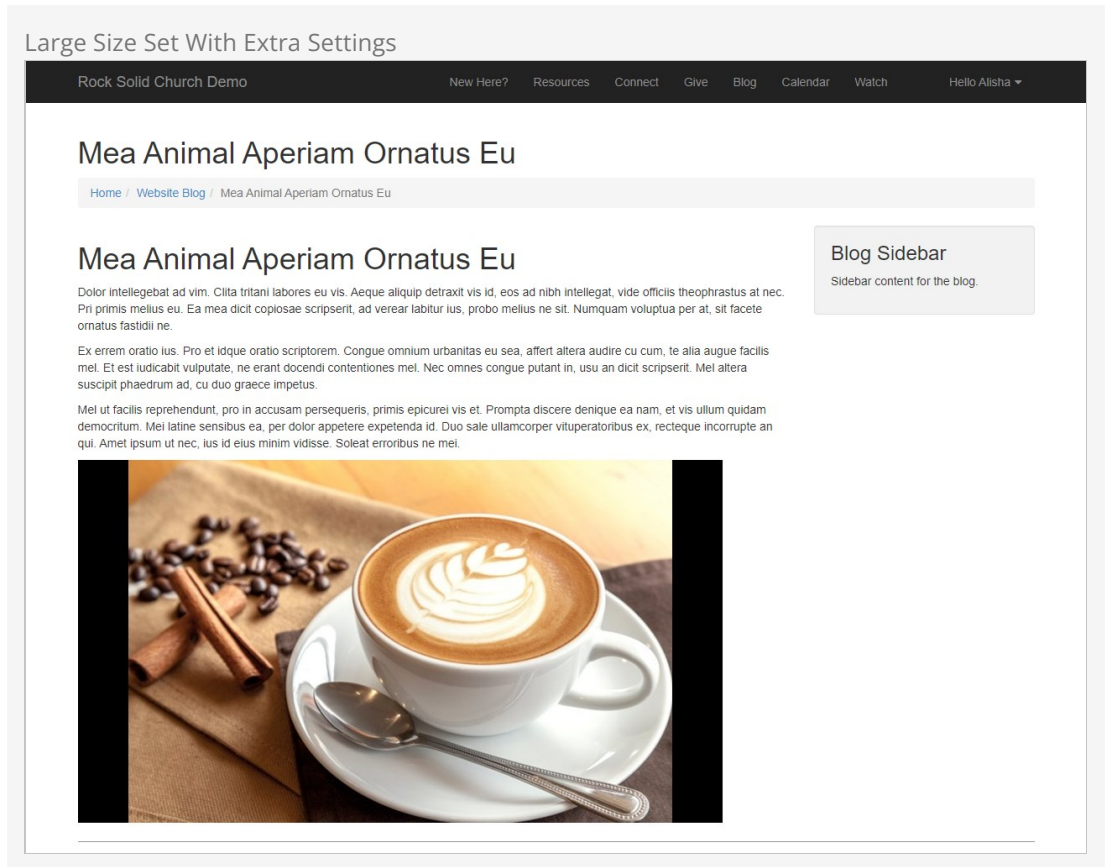 Large Size Set With Extra Settings
Rock Solid Church Demo New Here? Resources Connect Give Blog Calendar Watch Hello Alisha
Mea Animal Aperiam Ornatus Eu
Home / Website Blog / Mea Animal Aperiam Ornatus Eu
Mea Animal Aperiam Ornatus Eu
Dolor intellegebat ad vim. Clita tritani labores eu vis. Aeque aliquip detraxit vis id, eos ad nibh intellegat, vide officiis theophrastus at nec.
Pri primis melius eu. Ea mea dicit copiosae scripserit, ad verear labitur ius, probo melius ne sit. Numquam voluptua per at, sit facete
ornatus fastidii ne.
Ex errem oratio ius. Pro et idque oratio scriptorem. Congue omnium urbanitas eu sea, affert altera audire cu cum, te alia augue facilis
mel. Et est iudicabit vulputate, ne erant docendi contentiones mel. Nec omnes congue putant in, usu an dicit scripserit. Mel altera
suscipit phaedrum ad, cu duo graece impetus.
Mel ut facilis reprehendunt, pro in accusam persequeris, primis epicurei vis et. Prompta discere denique ea nam, et vis ullum quidam
democritum. Mei latine sensibus ea, per dolor appetere expetenda id. Duo sale ullamcorper vituperatoribus ex, recteque incorrupte an
qui. Amet ipsum ut nec, ius id eius minim vidisse. Soleat erroribus ne mei.
Blog Sidebar
Sidebar content for the blog.